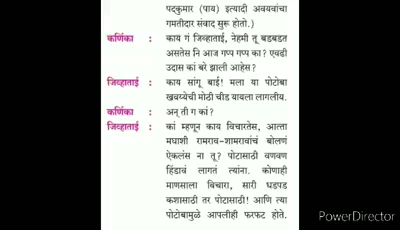 पदकुमार (पाय) इत्यादी अवयवांचा
गमतीदार संवाद सुरू होतो.)
कर्णिका : काय गं जिव्हाताई, नेहमी तू बडबडत
असतेस नि आज गप्प गप्प का? एवढी
उदास कां बरे झाली आहेस?
जिव्हाताई : काय सांगू बाई! मला या पोटोबा
खवय्येची मोठी चीड यायला लागलीय.
कर्णिका : अन् ती ग कां?
जिव्हाताई : कां म्हणून काय विचारतेस, आत्ता
मघाशी रामराव-शामरावांचं बोलणं
ऐकलंस ना तू? पोटासाठी वणवण
हिंडावं लागतं त्यांना. कोणाही
माणसाला विचारा, सारी धडपड
कशासाठी तर पोटासाठी! आणि त्या
पोटोबामुळे आपलीही फरफट होते.
PowerDirector